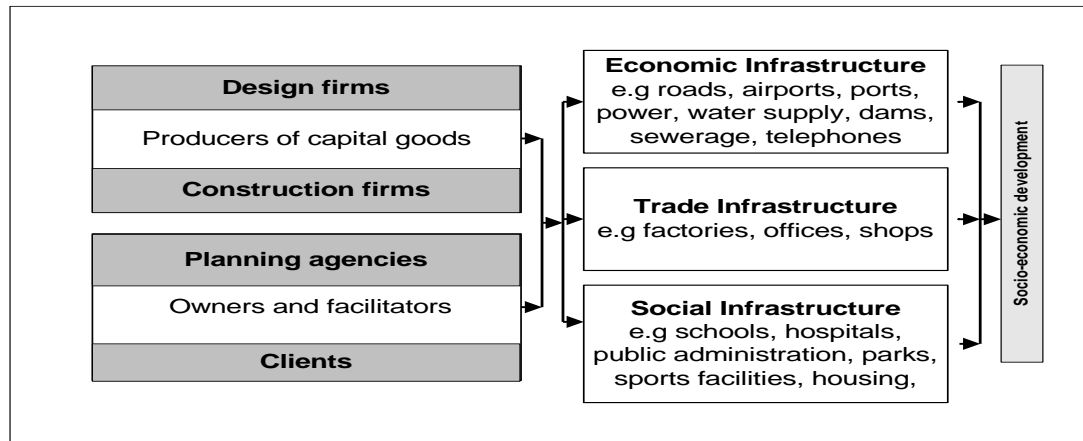 Design firms
Producers of capital goods
Construction firms
Planning agencies
Owners and facilitators
Clients
Economic Infrastructure
e.g roads, airports, ports,
power, water supply, dams,
sewerage, telephones
Trade Infrastructure
e.g factories, offices, shops
Social Infrastructure
e.g schools, hospitals,
public administration, parks,
sports facilities, housing,
Socio-economic development